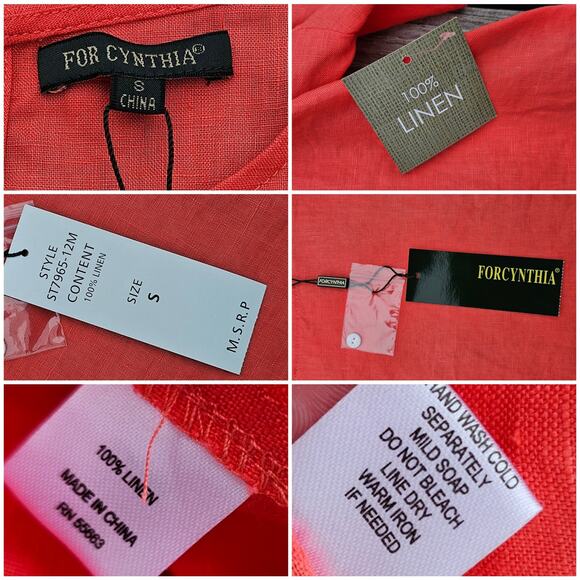 FOR CYNTHIA®
S
CHINA
100%
LINEN
STYLE
ST7965-12M
CONTENT
100% LINEN
SIZE
S
M.S.R.P
FORCYNTHIA
FORCYNTHIA®
100% LINEN
MADE IN CHINA
RN 55663
HAND WASH COLD
SEPARATELY
MILD SOAP
DO NOT BLEACH
LINE DRY
WARM IRON
IF NEEDED